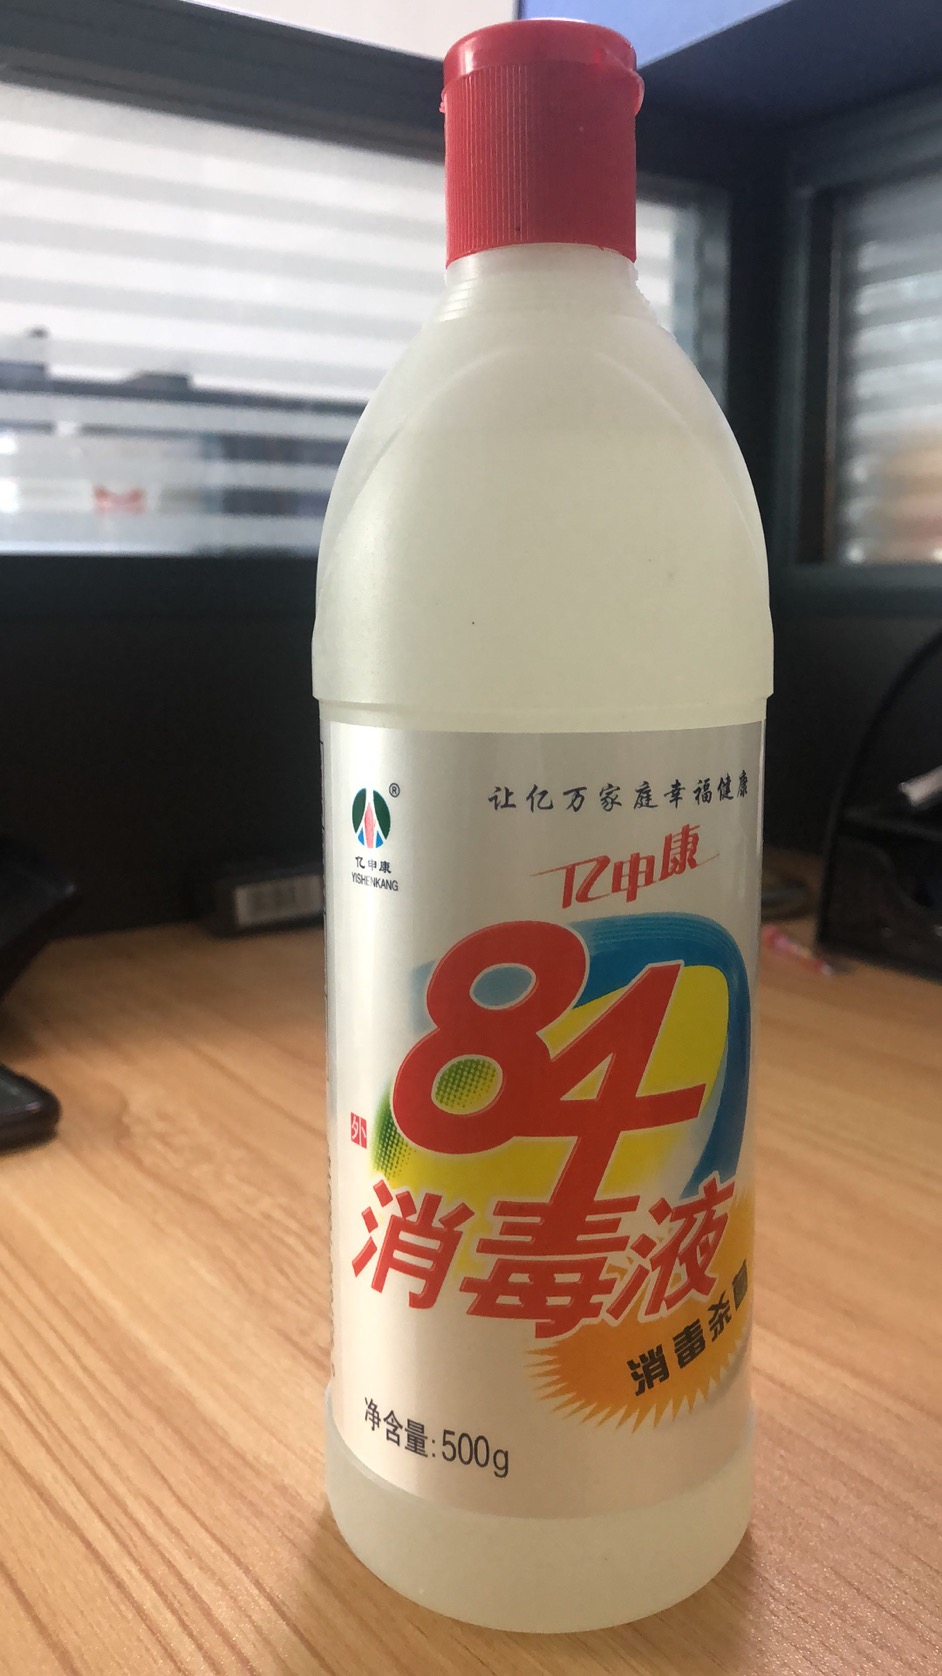 让亿万家庭幸福健康
®
亿申康
YISHENKANG
亿申康
84
外
消毒液
消毒杀菌
净含量:500g